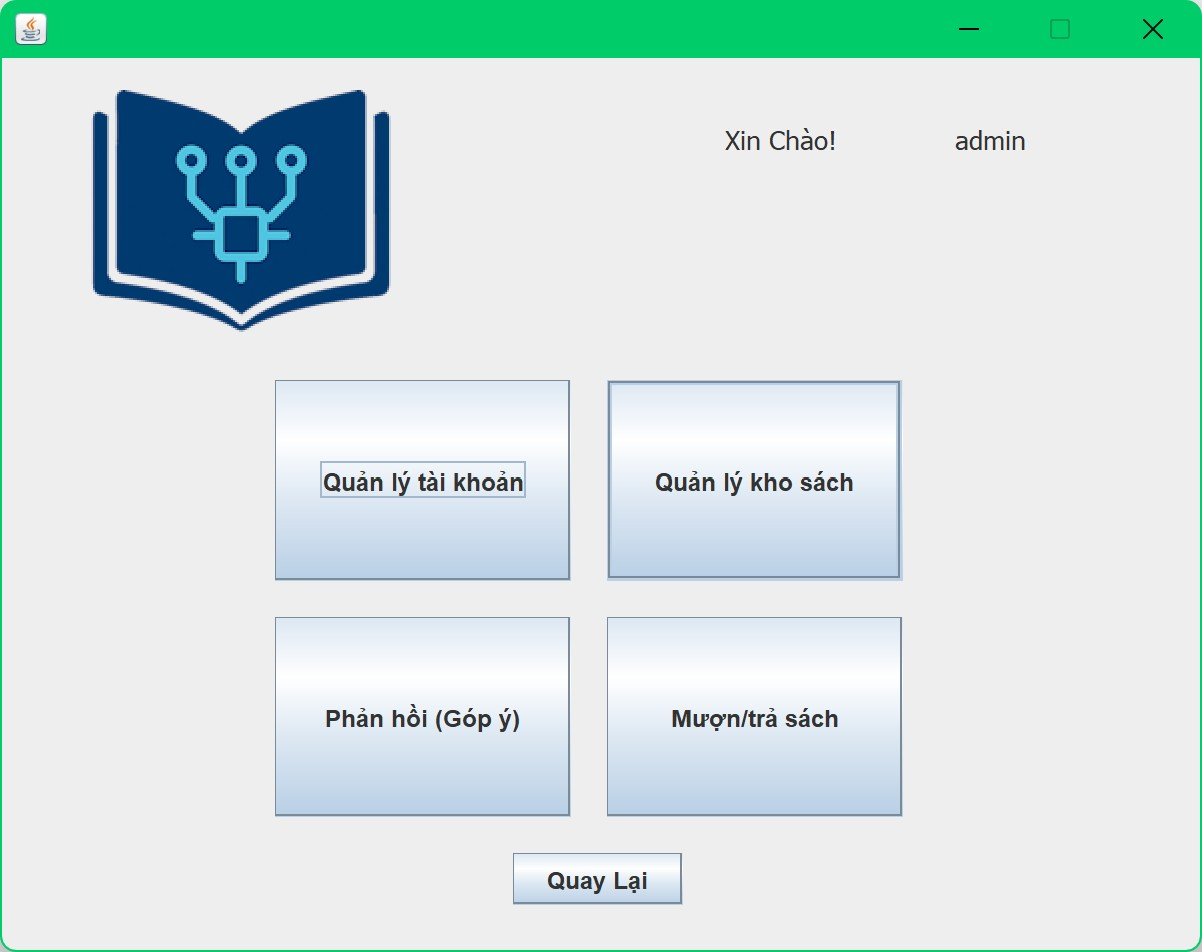 Xin Chào! admin
Quản lý tài khoản
Quản lý kho sách
Phản hồi (Góp ý)
Mượn/trả sách
Quay Lại